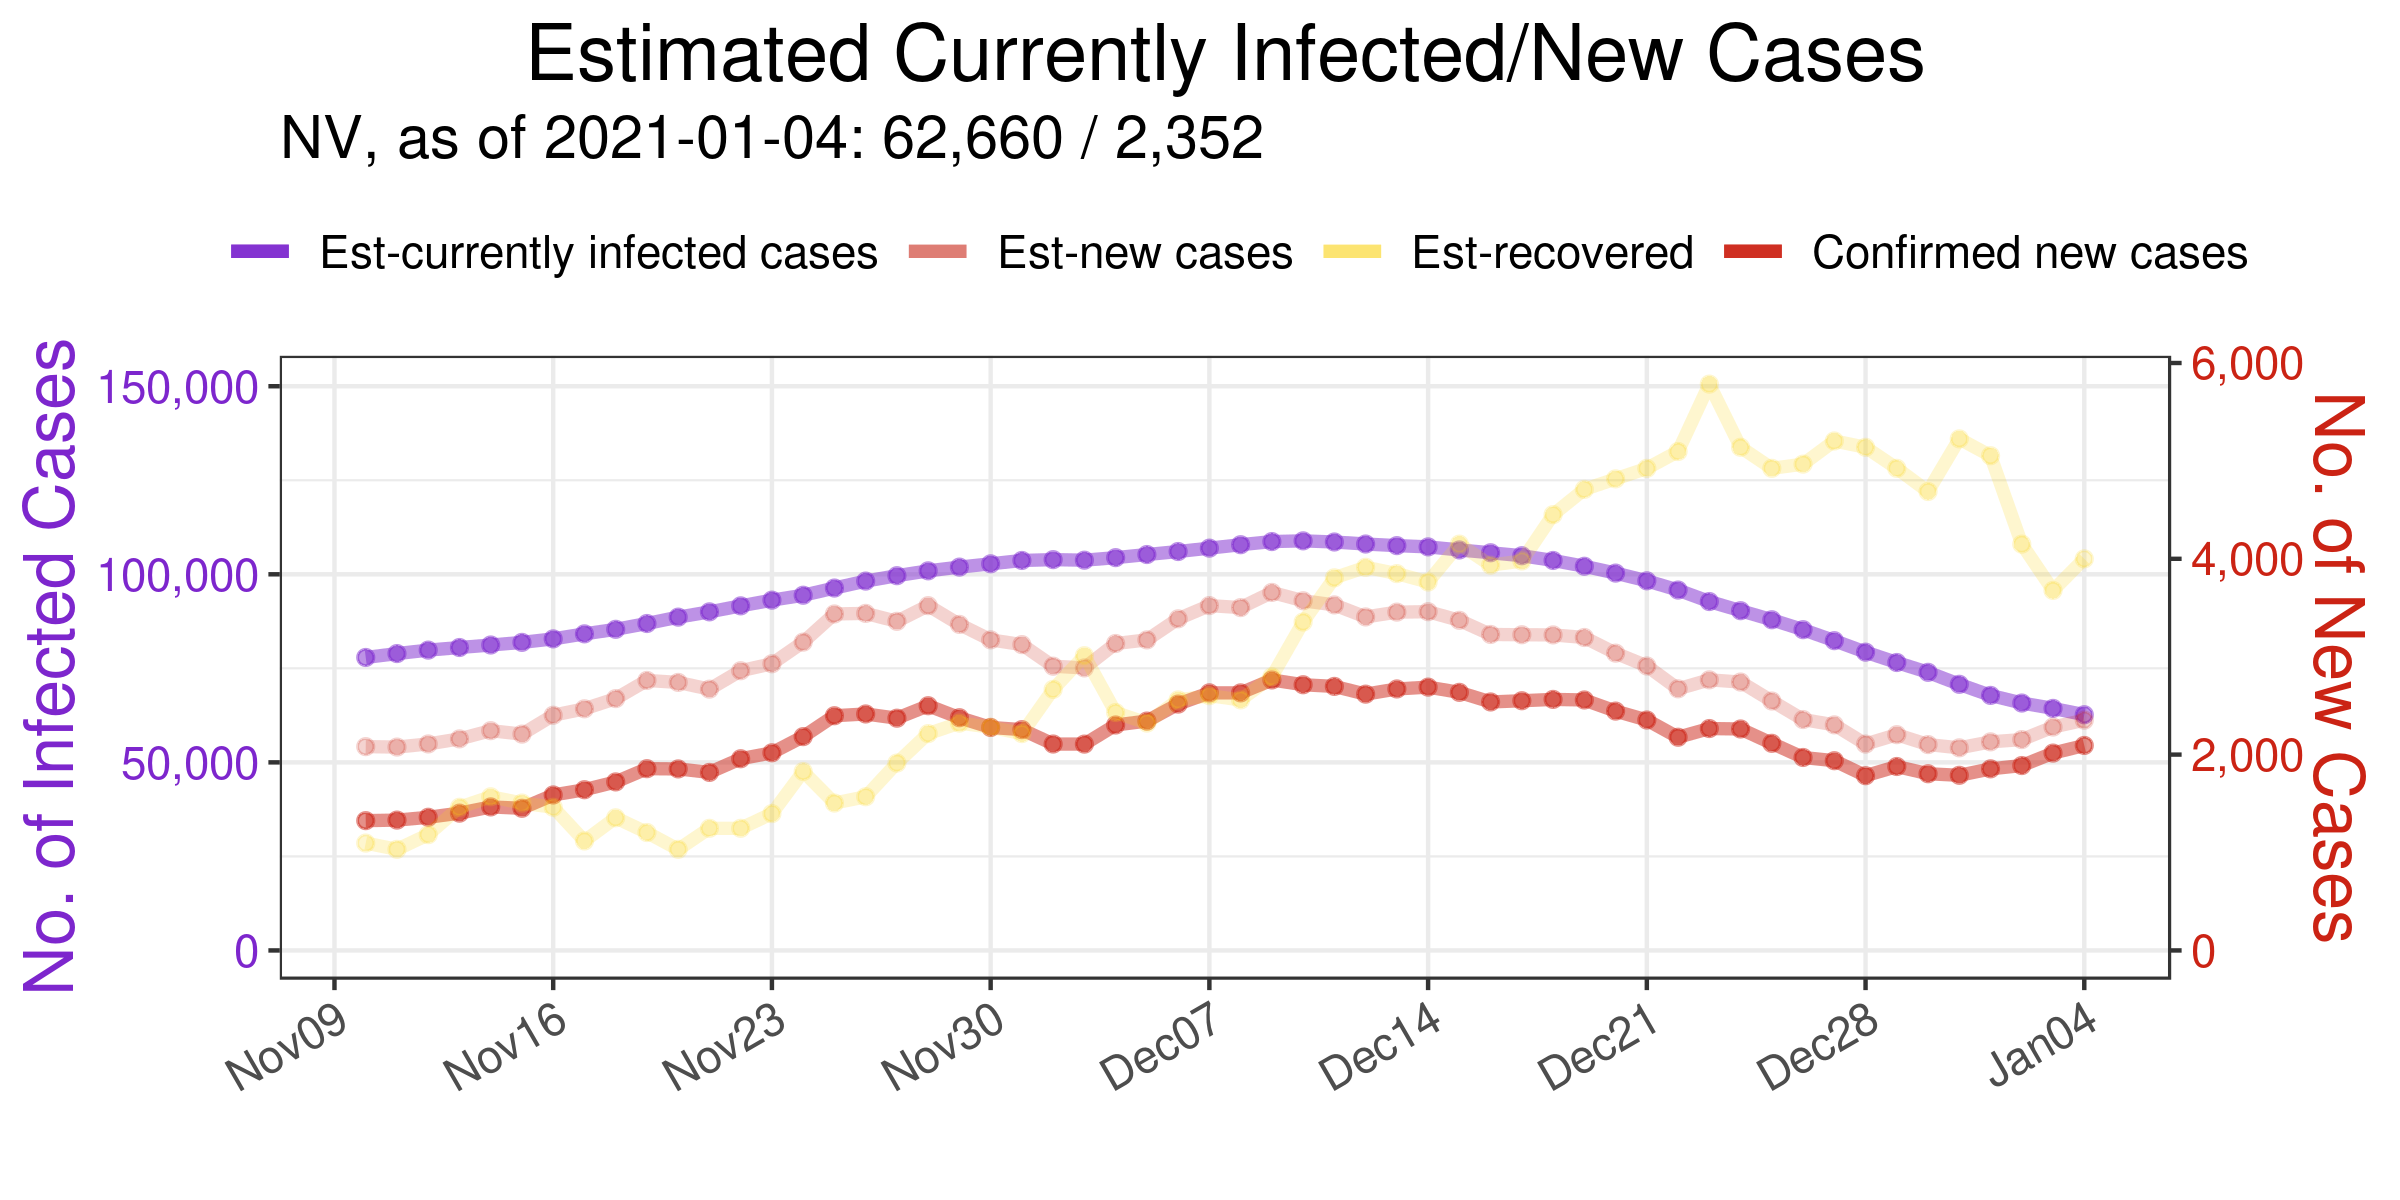 Estimated Currently Infected/New Cases
NV, as of 2021-01-04: 62,660 / 2,352
Est-currently infected cases Est-new cases Est-recovered Confirmed new cases
No. of Infected Cases
150,000
100,000
50,000
0
6,000
4,000
2,000
0
No. of New Cases
Nov09 Nov16 Nov23 Nov30 Dec07 Dec14 Dec21 Dec28 Jan04